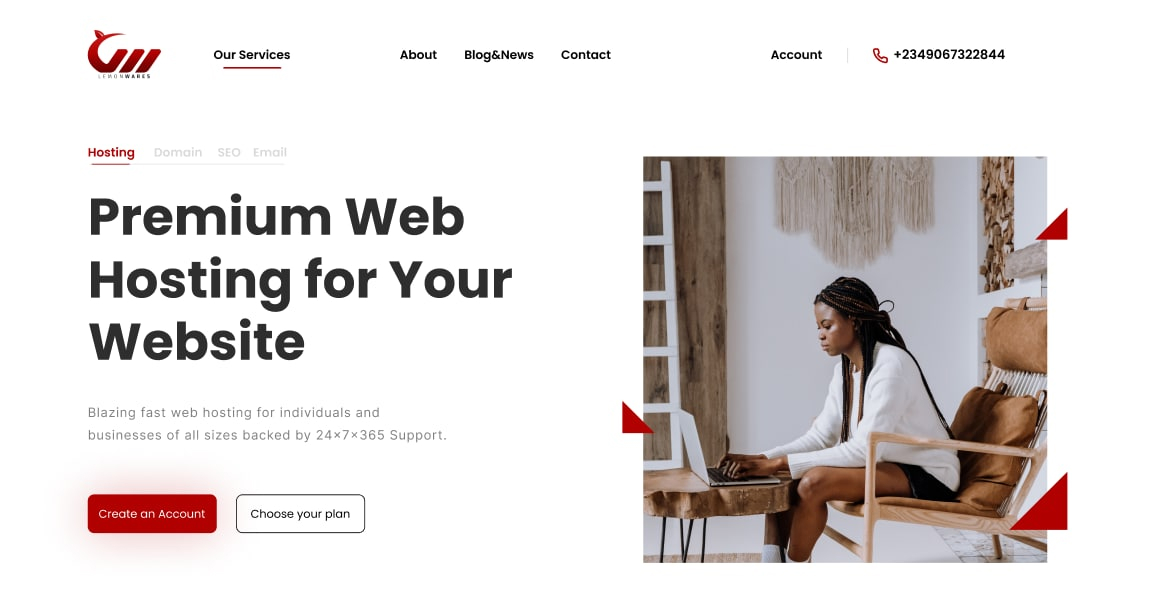 LEMONWARES
Our Services
About
Blog&News
Contact
Account
+2349067322844
Hosting
Domain
SEO
Email
Premium Web
Hosting for Your
Website
Blazing fast web hosting for individuals and
businesses of all sizes backed by 24×7×365 Support.
Create an Account
Choose your plan